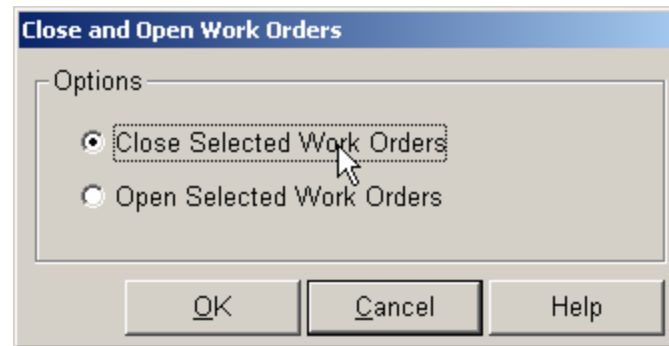 Close and Open Work Orders
Options
Close Selected Work Orders
Open Selected Work Orders
OK Cancel Help